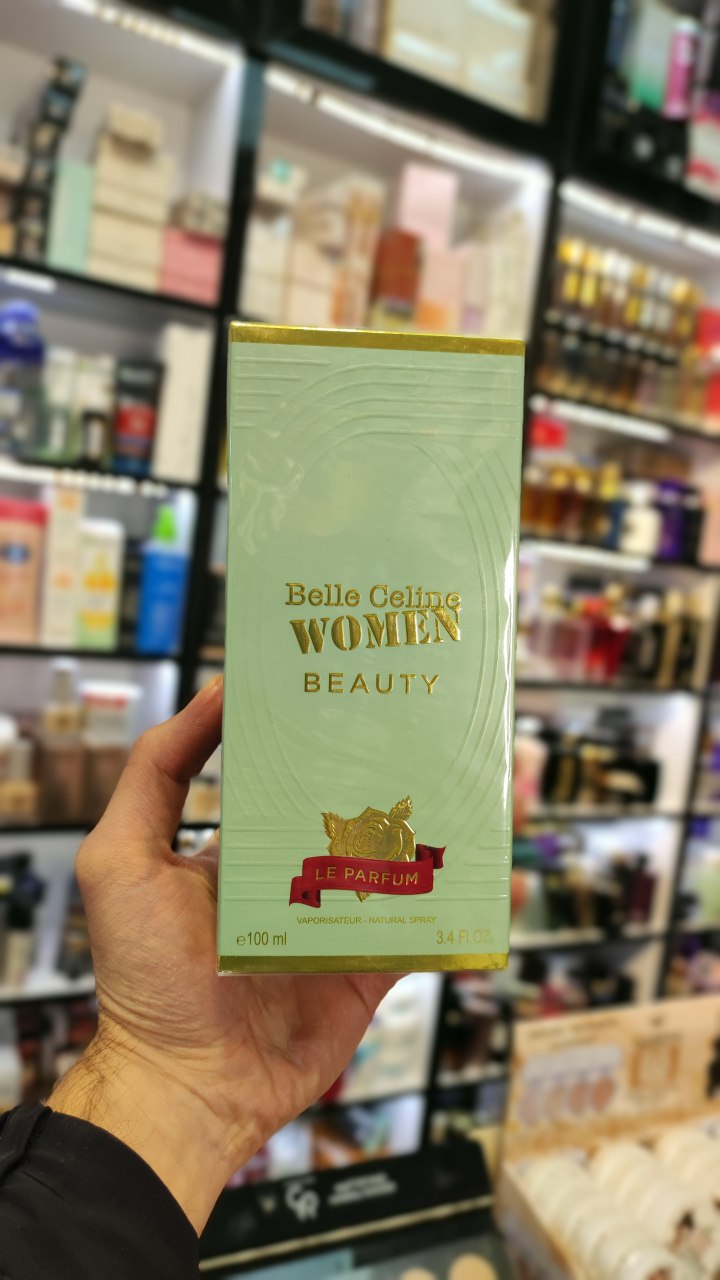 Belle Celine
WOMEN
BEAUTY
LE PARFUM
VAPORISATEUR - NATURAL SPRAY
℮100 ml
3.4 Fl.Oz.